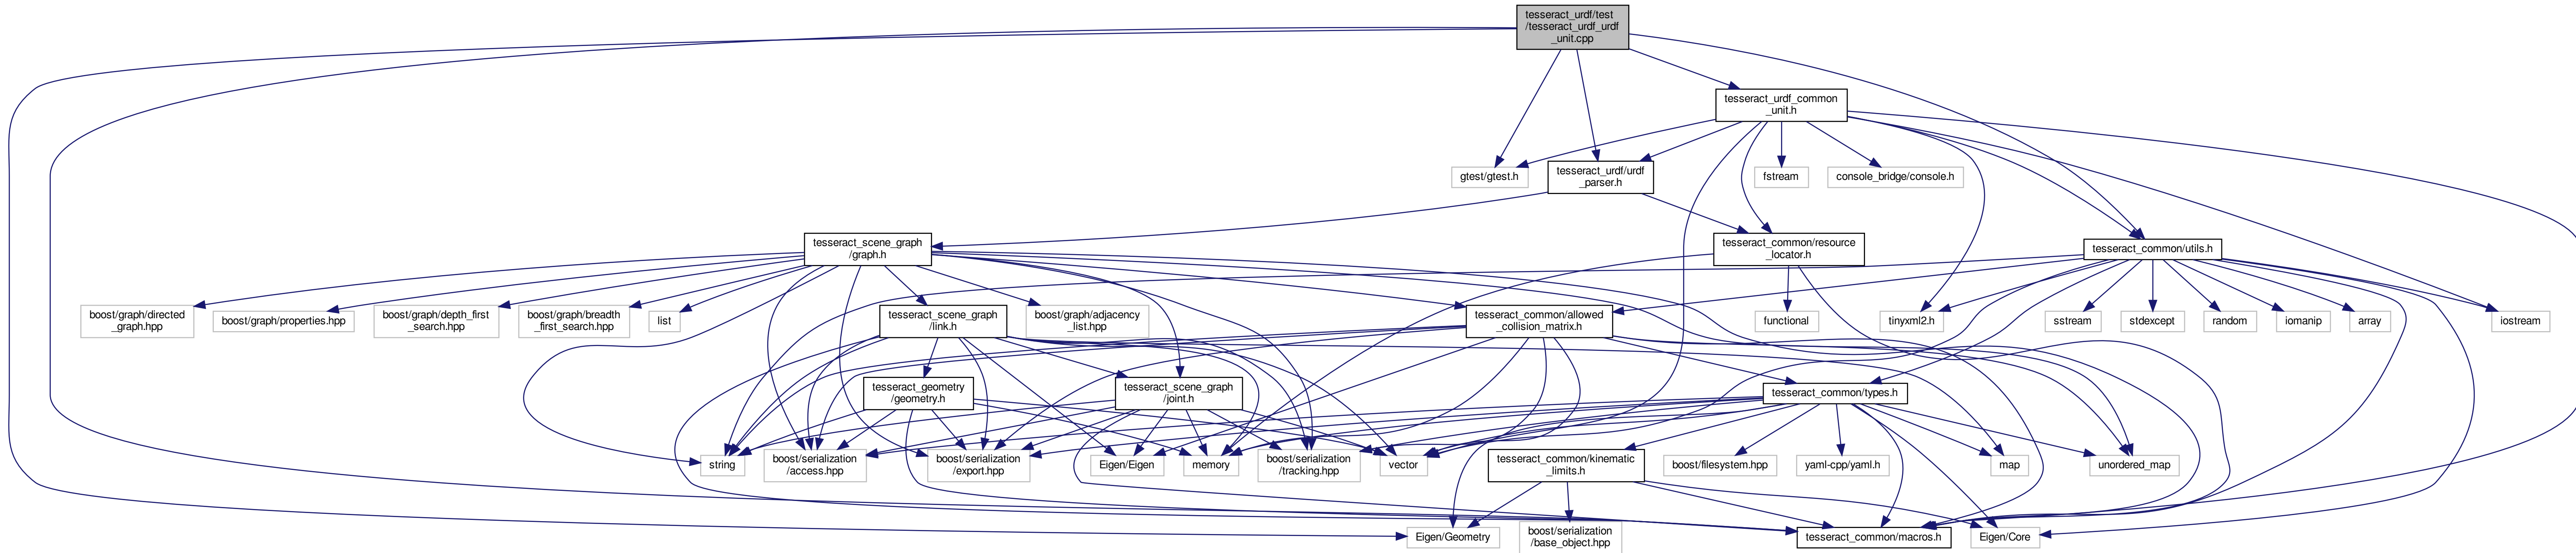 tesseract_urdf/test
/tesseract_urdf_urdf
_unit.cpp
tesseract_urdf_common
_unit.h
gtest/gtest.h
tesseract_urdf/urdf
_parser.h
fstream
console_bridge/console.h
tesseract_scene_graph
/graph.h
tesseract_common/resource
_locator.h
tesseract_common/utils.h
boost/graph/directed
_graph.hpp
boost/graph/properties.hpp
boost/graph/depth_first
_search.hpp
boost/graph/breadth
_first_search.hpp
list
tesseract_scene_graph
/link.h
boost/graph/adjacency
_list.hpp
tesseract_common/allowed
_collision_matrix.h
functional
tinyxml2.h
sstream
stdexcept
random
iomanip
array
iostream
tesseract_geometry
/geometry.h
tesseract_scene_graph
/joint.h
tesseract_common/types.h
string
boost/serialization
/access.hpp
boost/serialization
/export.hpp
Eigen/Eigen
memory
boost/serialization
/tracking.hpp
vector
tesseract_common/kinematic
_limits.h
boost/filesystem.hpp
yaml-cpp/yaml.h
map
unordered_map
Eigen/Geometry
boost/serialization
/base_object.hpp
tesseract_common/macros.h
Eigen/Core